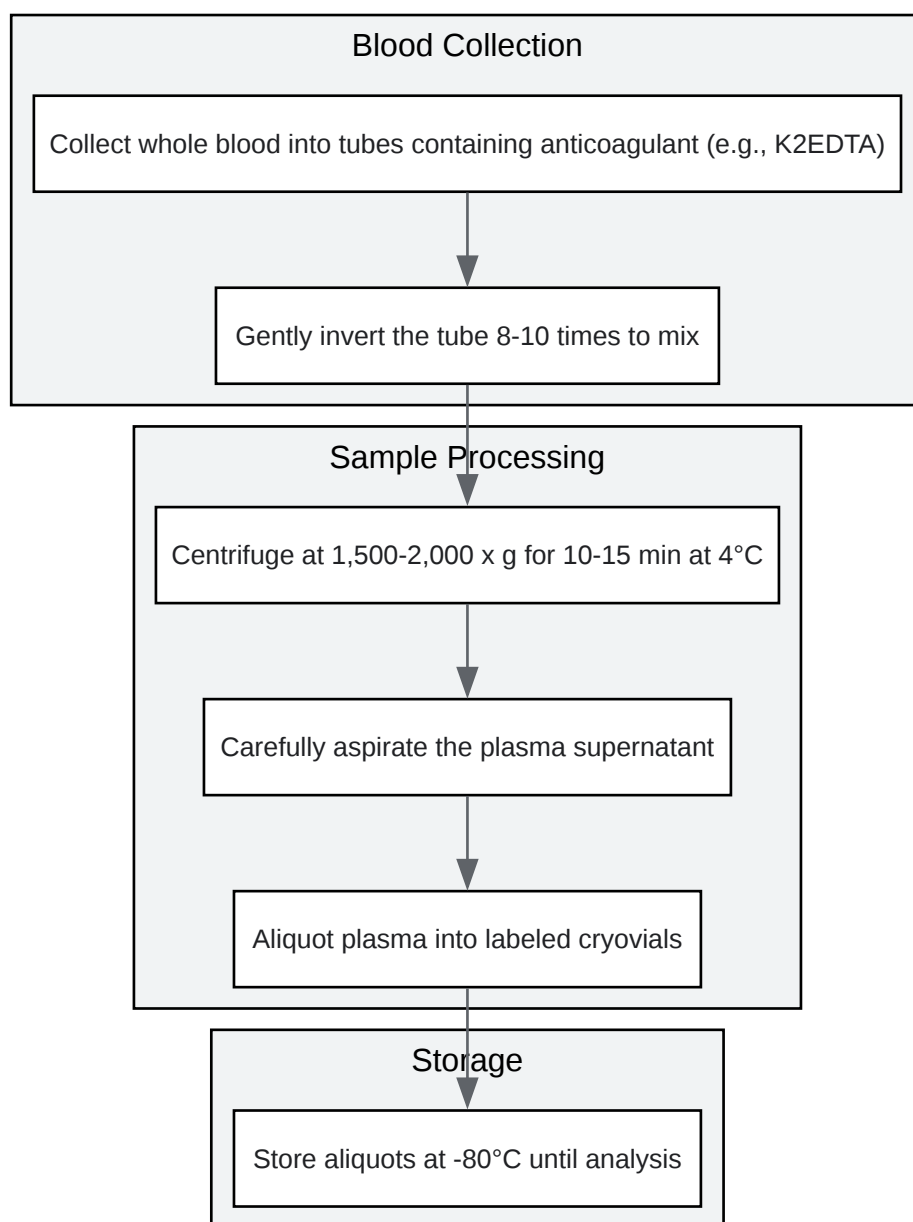 Blood Collection
Collect whole blood into tubes containing anticoagulant (e.g., K2EDTA)
Gently invert the tube 8-10 times to mix
Sample Processing
Centrifuge at 1,500-2,000 x g for 10-15 min at 4°C
Carefully aspirate the plasma supernatant
Aliquot plasma into labeled cryovials
Storage
Store aliquots at -80°C until analysis